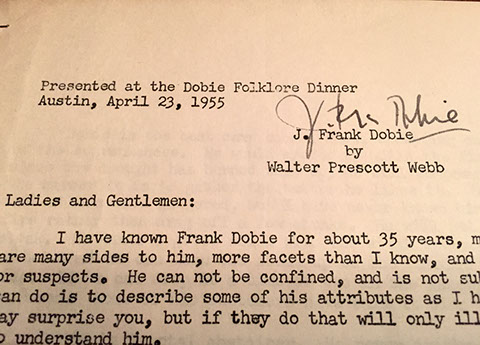 Presented at the Dobie Folklore Dinner
Austin, April 23, 1955
J. Frank Dobie
J. Frank Dobie
by
Walter Prescott Webb
Ladies and Gentlemen:
I have known Frank Dobie for about 35 years,
are many sides to him, more facets than I know, and
or suspects. He can not be confined, and is not
can do is to describe some of his attributes as I
ay surprise you, but if they do that will only
o understand him.